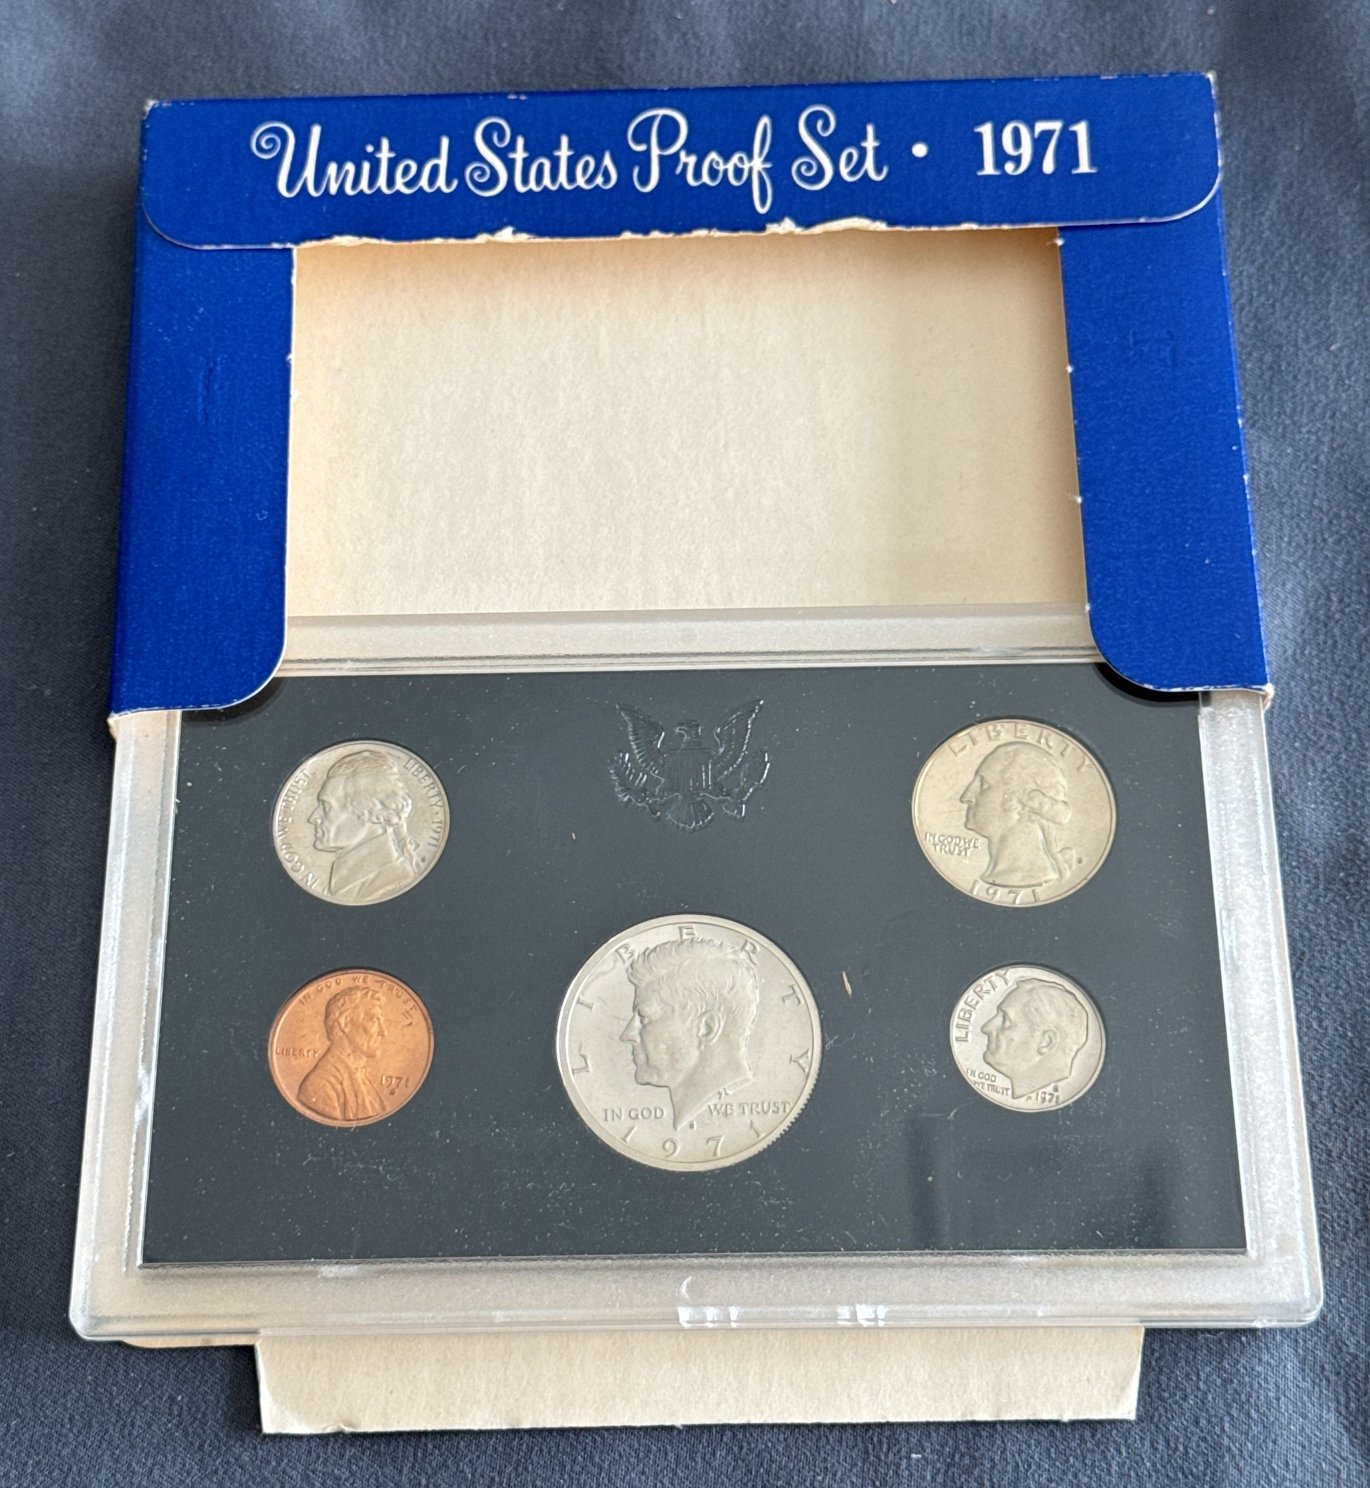 United States Proof Set • 1971
IN GOD WE TRUST
LIBERTY • 1971
LIBERTY
IN GOD WE
TRUST
1971
IN GOD WE TRUST
LIBERTY
1971
S
LIBERTY
IN GOD WE TRUST
1971
LIBERTY
IN GOD
WE TRUST
1971